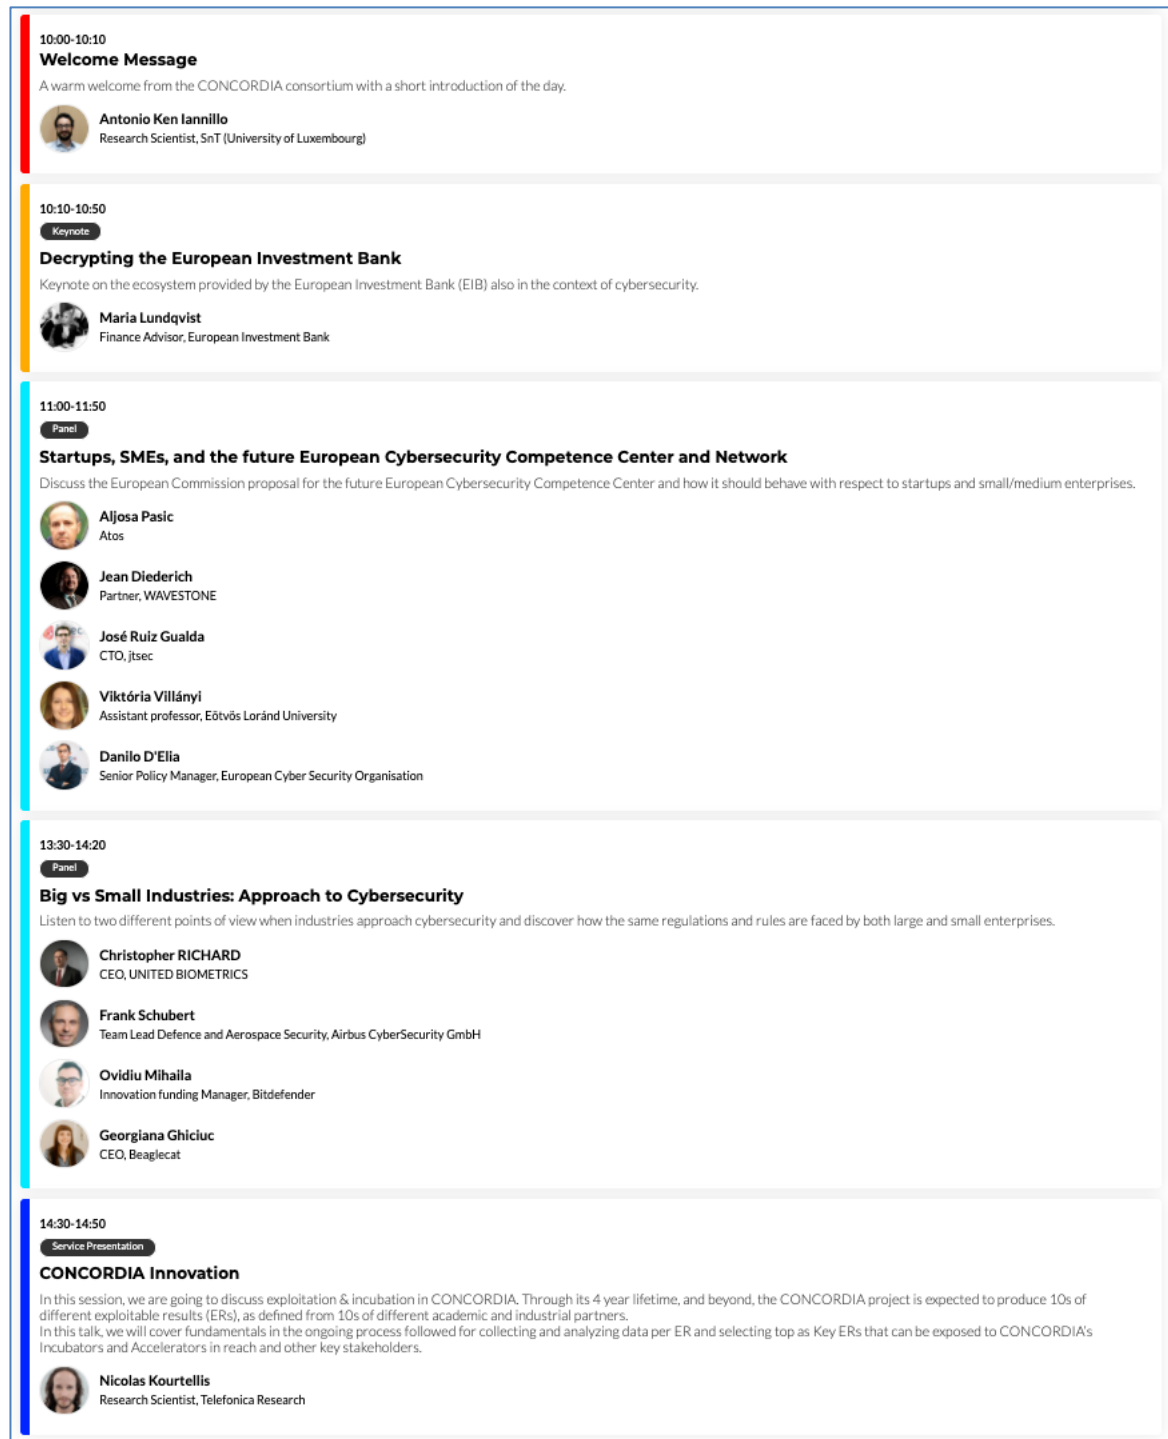 10:00-10:10
Welcome Message
A warm welcome from the CONCORDIA consortium with a short introduction of the day.
Antonio Ken Iannillo
Research Scientist, SnT (University of Luxembourg)
10:10-10:50
Keynote
Decrypting the European Investment Bank
Keynote on the ecosystem provided by the European Investment Bank (EIB) also in the context of cybersecurity.
Maria Lundqvist
Finance Advisor, European Investment Bank
11:00-11:50
Panel
Startups, SMEs, and the future European Cybersecurity Competence Center and Network
Discuss the European Commission proposal for the future European Cybersecurity Competence Center and how it should behave with respect to startups and small/medium enterprises.
Aljosa Pasic
Atos
Jean Diederich
Partner, WAVESTONE
José Ruiz Gualda
CTO, jtsec
Viktória Villányi
Assistant professor, Eötvös Loránd University
Danilo D'Elia
Senior Policy Manager, European Cyber Security Organisation
13:30-14:20
Panel
Big vs Small Industries: Approach to Cybersecurity
Listen to two different points of view when industries approach cybersecurity and discover how the same regulations and rules are faced by both large and small enterprises.
Christopher RICHARD
CEO, UNITED BIOMETRICS
Frank Schubert
Team Lead Defence and Aerospace Security, Airbus CyberSecurity GmbH
Ovidiu Mihaila
Innovation funding Manager, Bitdefender
Georgiana Ghiciuc
CEO, Beaglecat
14:30-14:50
Service Presentation
CONCORDIA Innovation
In this session, we are going to discuss exploitation & incubation in CONCORDIA. Through its 4 year lifetime, and beyond, the CONCORDIA project is expected to produce 10s of
different exploitable results (ERs), as defined from 10s of different academic and industrial partners.
In this talk, we will cover fundamentals in the ongoing process followed for collecting and analyzing data per ER and selecting top as Key ERs that can be exposed to CONCORDIA's
Incubators and Accelerators in reach and other key stakeholders.
Nicolas Kourtellis
Research Scientist, Telefonica Research